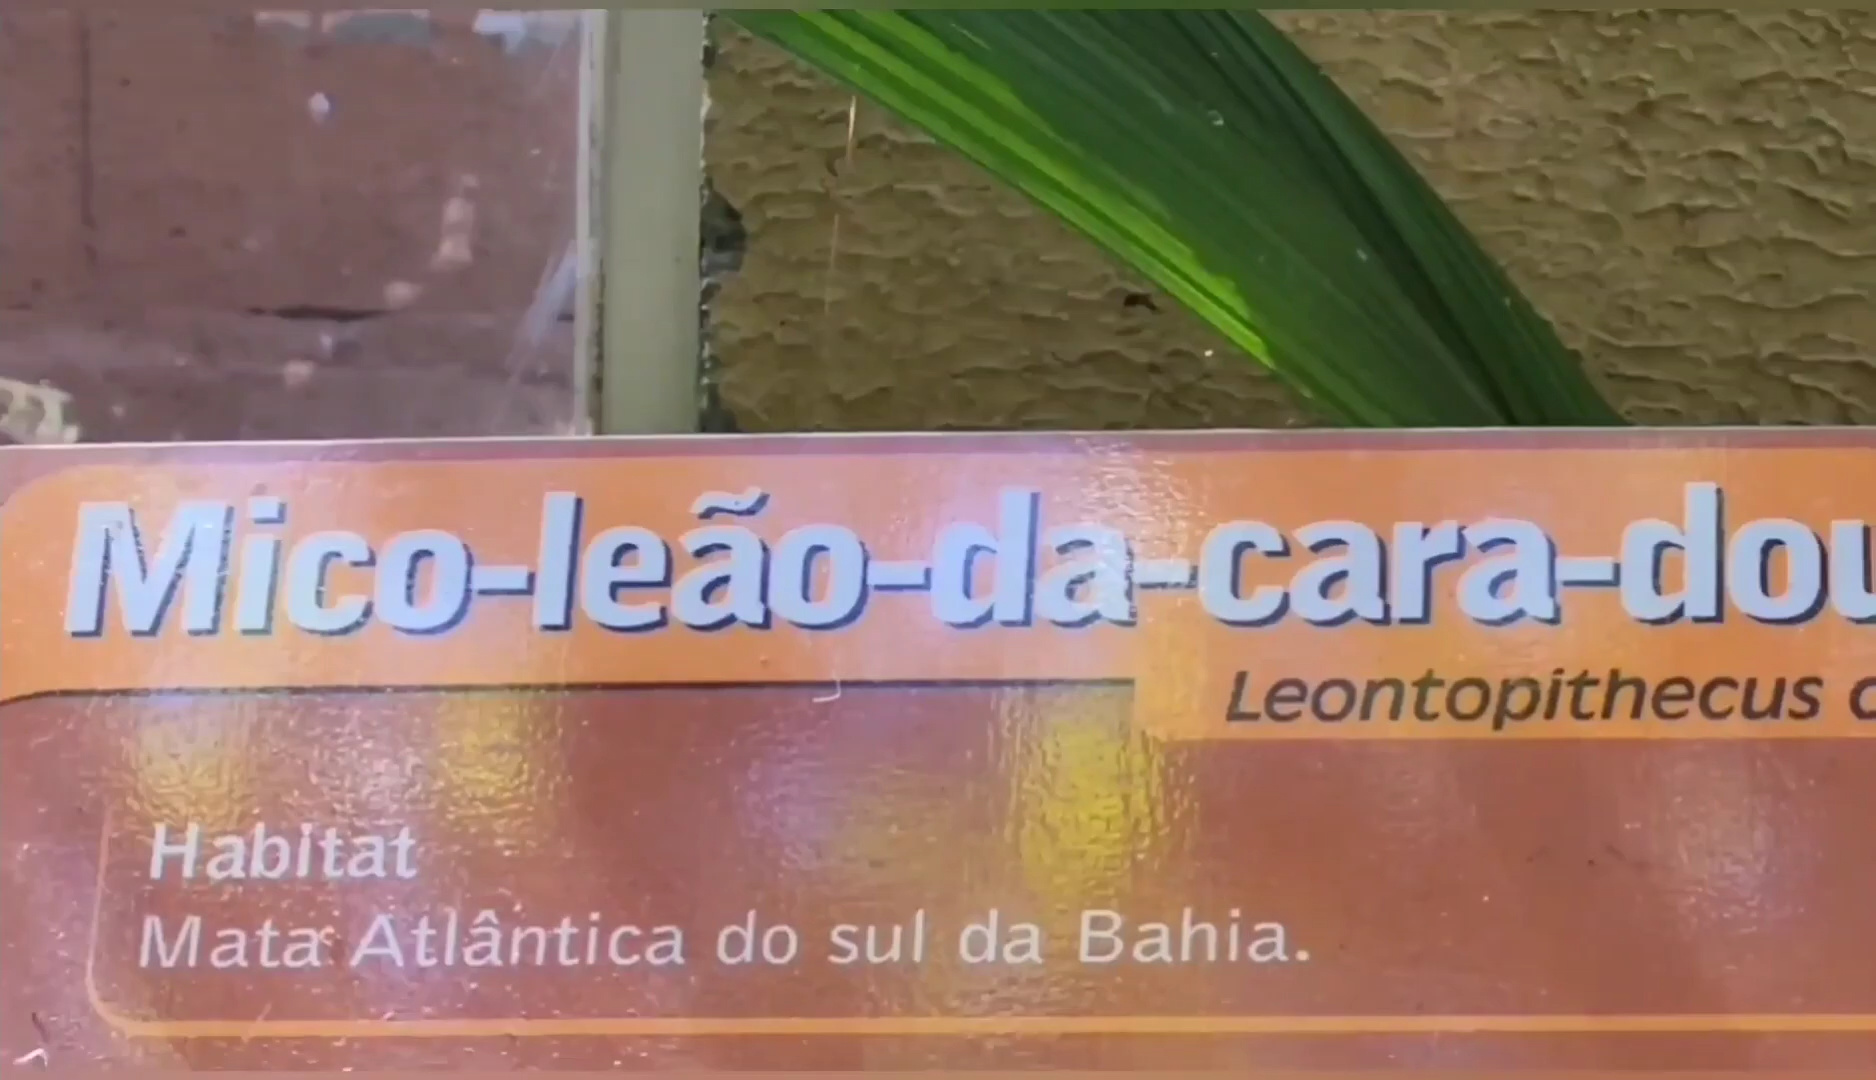 Mico-leão-da-cara-dou
Leontopithecus c
Habitat
Mata Atlântica do sul da Bahia.